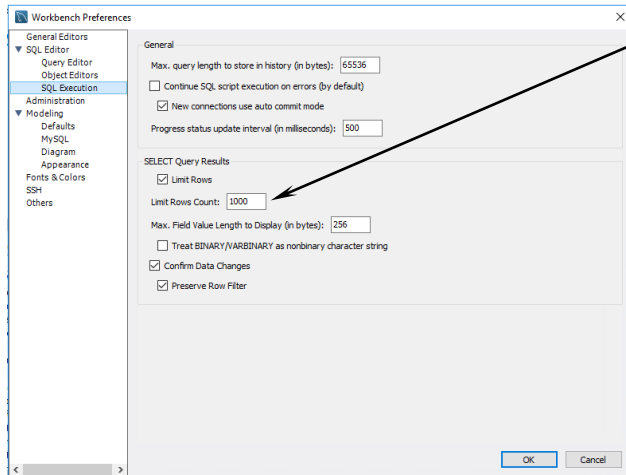 Workbench Preferences
General Editors
SQL Editor
Query Editor
Object Editors
SQL Execution
Administration
Modeling
Defaults
MySQL
Diagram
Appearance
Fonts & Colors
SSH
Others
General
Max. query length to store in history (in bytes): 65536
Continue SQL script execution on errors (by default)
New connections use auto commit mode
Progress status update interval (in milliseconds): 500
SELECT Query Results
Limit Rows
Limit Rows Count: 1000
Max. Field Value Length to Display (in bytes): 256
Treat BINARY/VARBINARY as nonbinary character string
Confirm Data Changes
Preserve Row Filter
OK Cancel